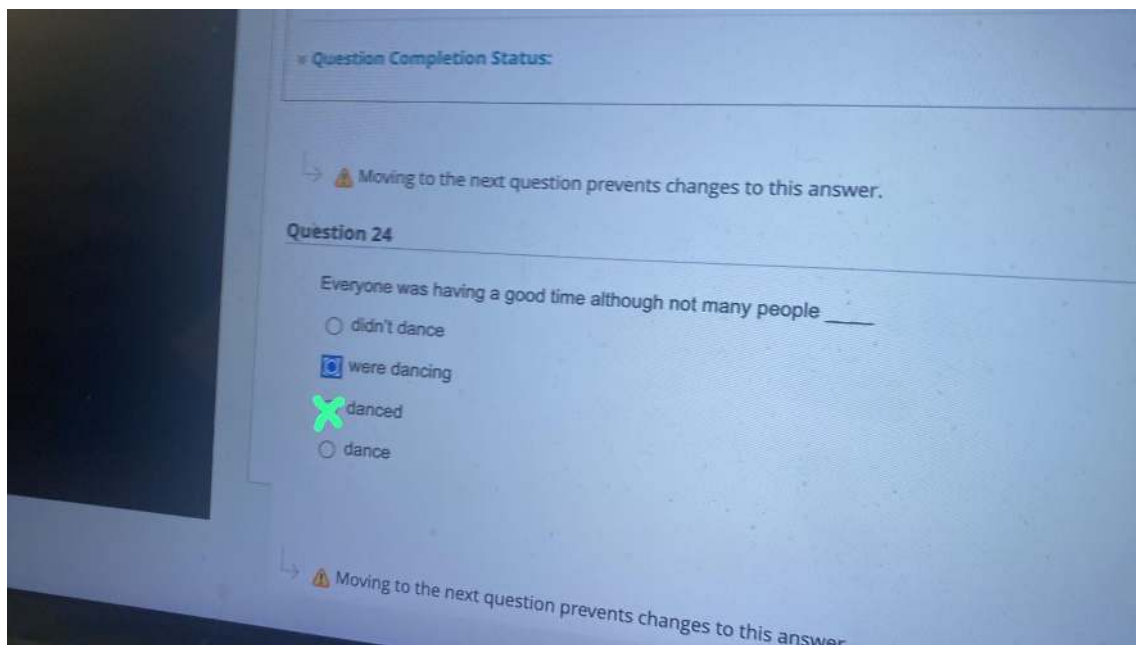 Question Completion Status:
Moving to the next question prevents changes to this answer.
Question 24
Everyone was having a good time although not many people _____
didn't dance
were dancing
danced
dance
Moving to the next question prevents changes to this answer